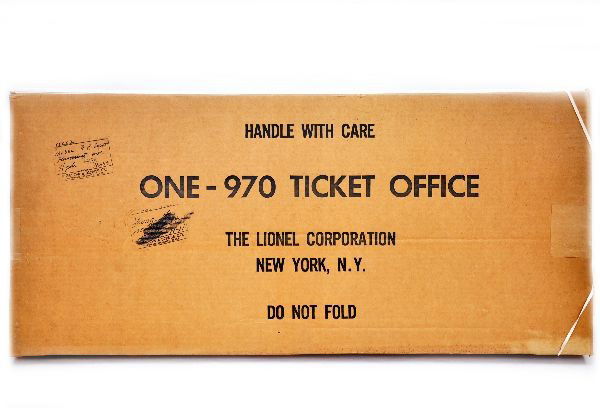 HANDLE WITH CARE
ONE-970 TICKET OFFICE
THE LIONEL CORPORATION
NEW YORK, N.Y.
DO NOT FOLD